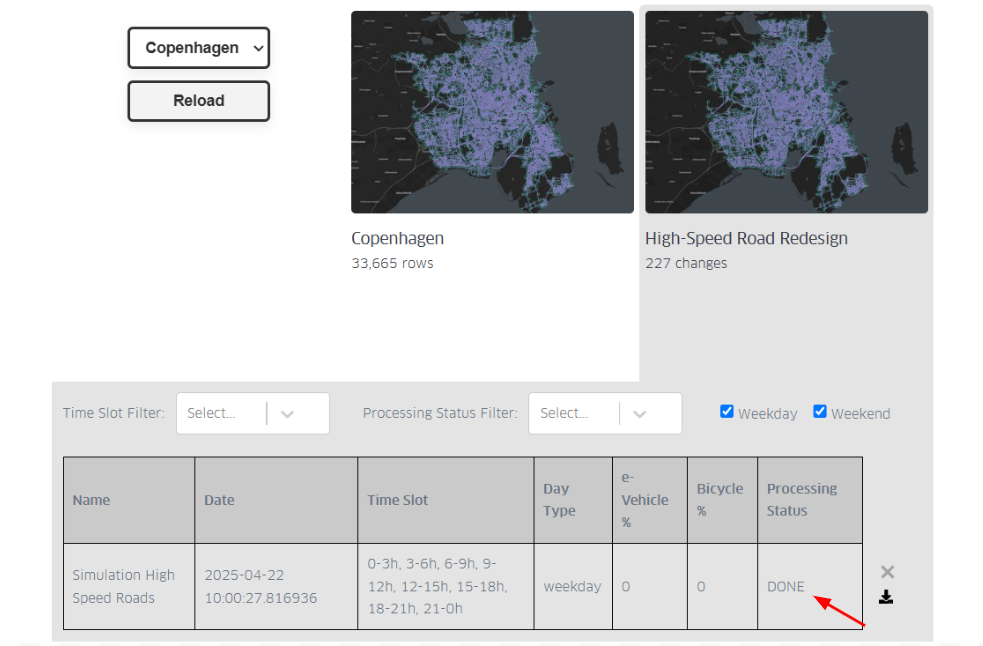 Copenhagen
Reload
Copenhagen
33,665 rows
High-Speed Road Redesign
227 changes
Time Slot Filter:
Select...
Processing Status Filter:
Select...
Weekday
Weekend
Name
Date
Time Slot
Day
Type
e-
Vehicle
%
Bicycle
%
Processing
Status
Simulation High
Speed Roads
2025-04-22
10:00:27.816936
0-3h, 3-6h, 6-9h, 9-
12h, 12-15h, 15-18h,
18-21h, 21-0h
weekday
0
0
DONE